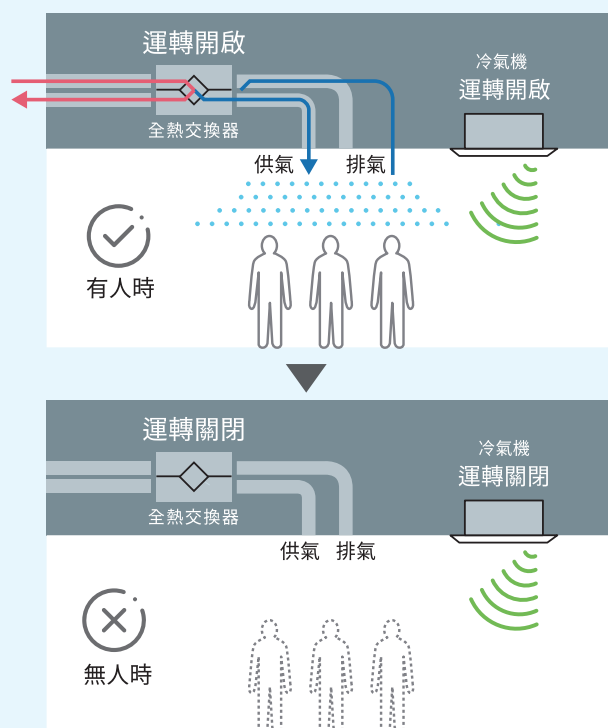 運轉開啟
冷氣機
運轉開啟
全熱交換器
供氣
排氣
有人時
運轉關閉
冷氣機
運轉關閉
全熱交換器
供氣
排氣
無人時